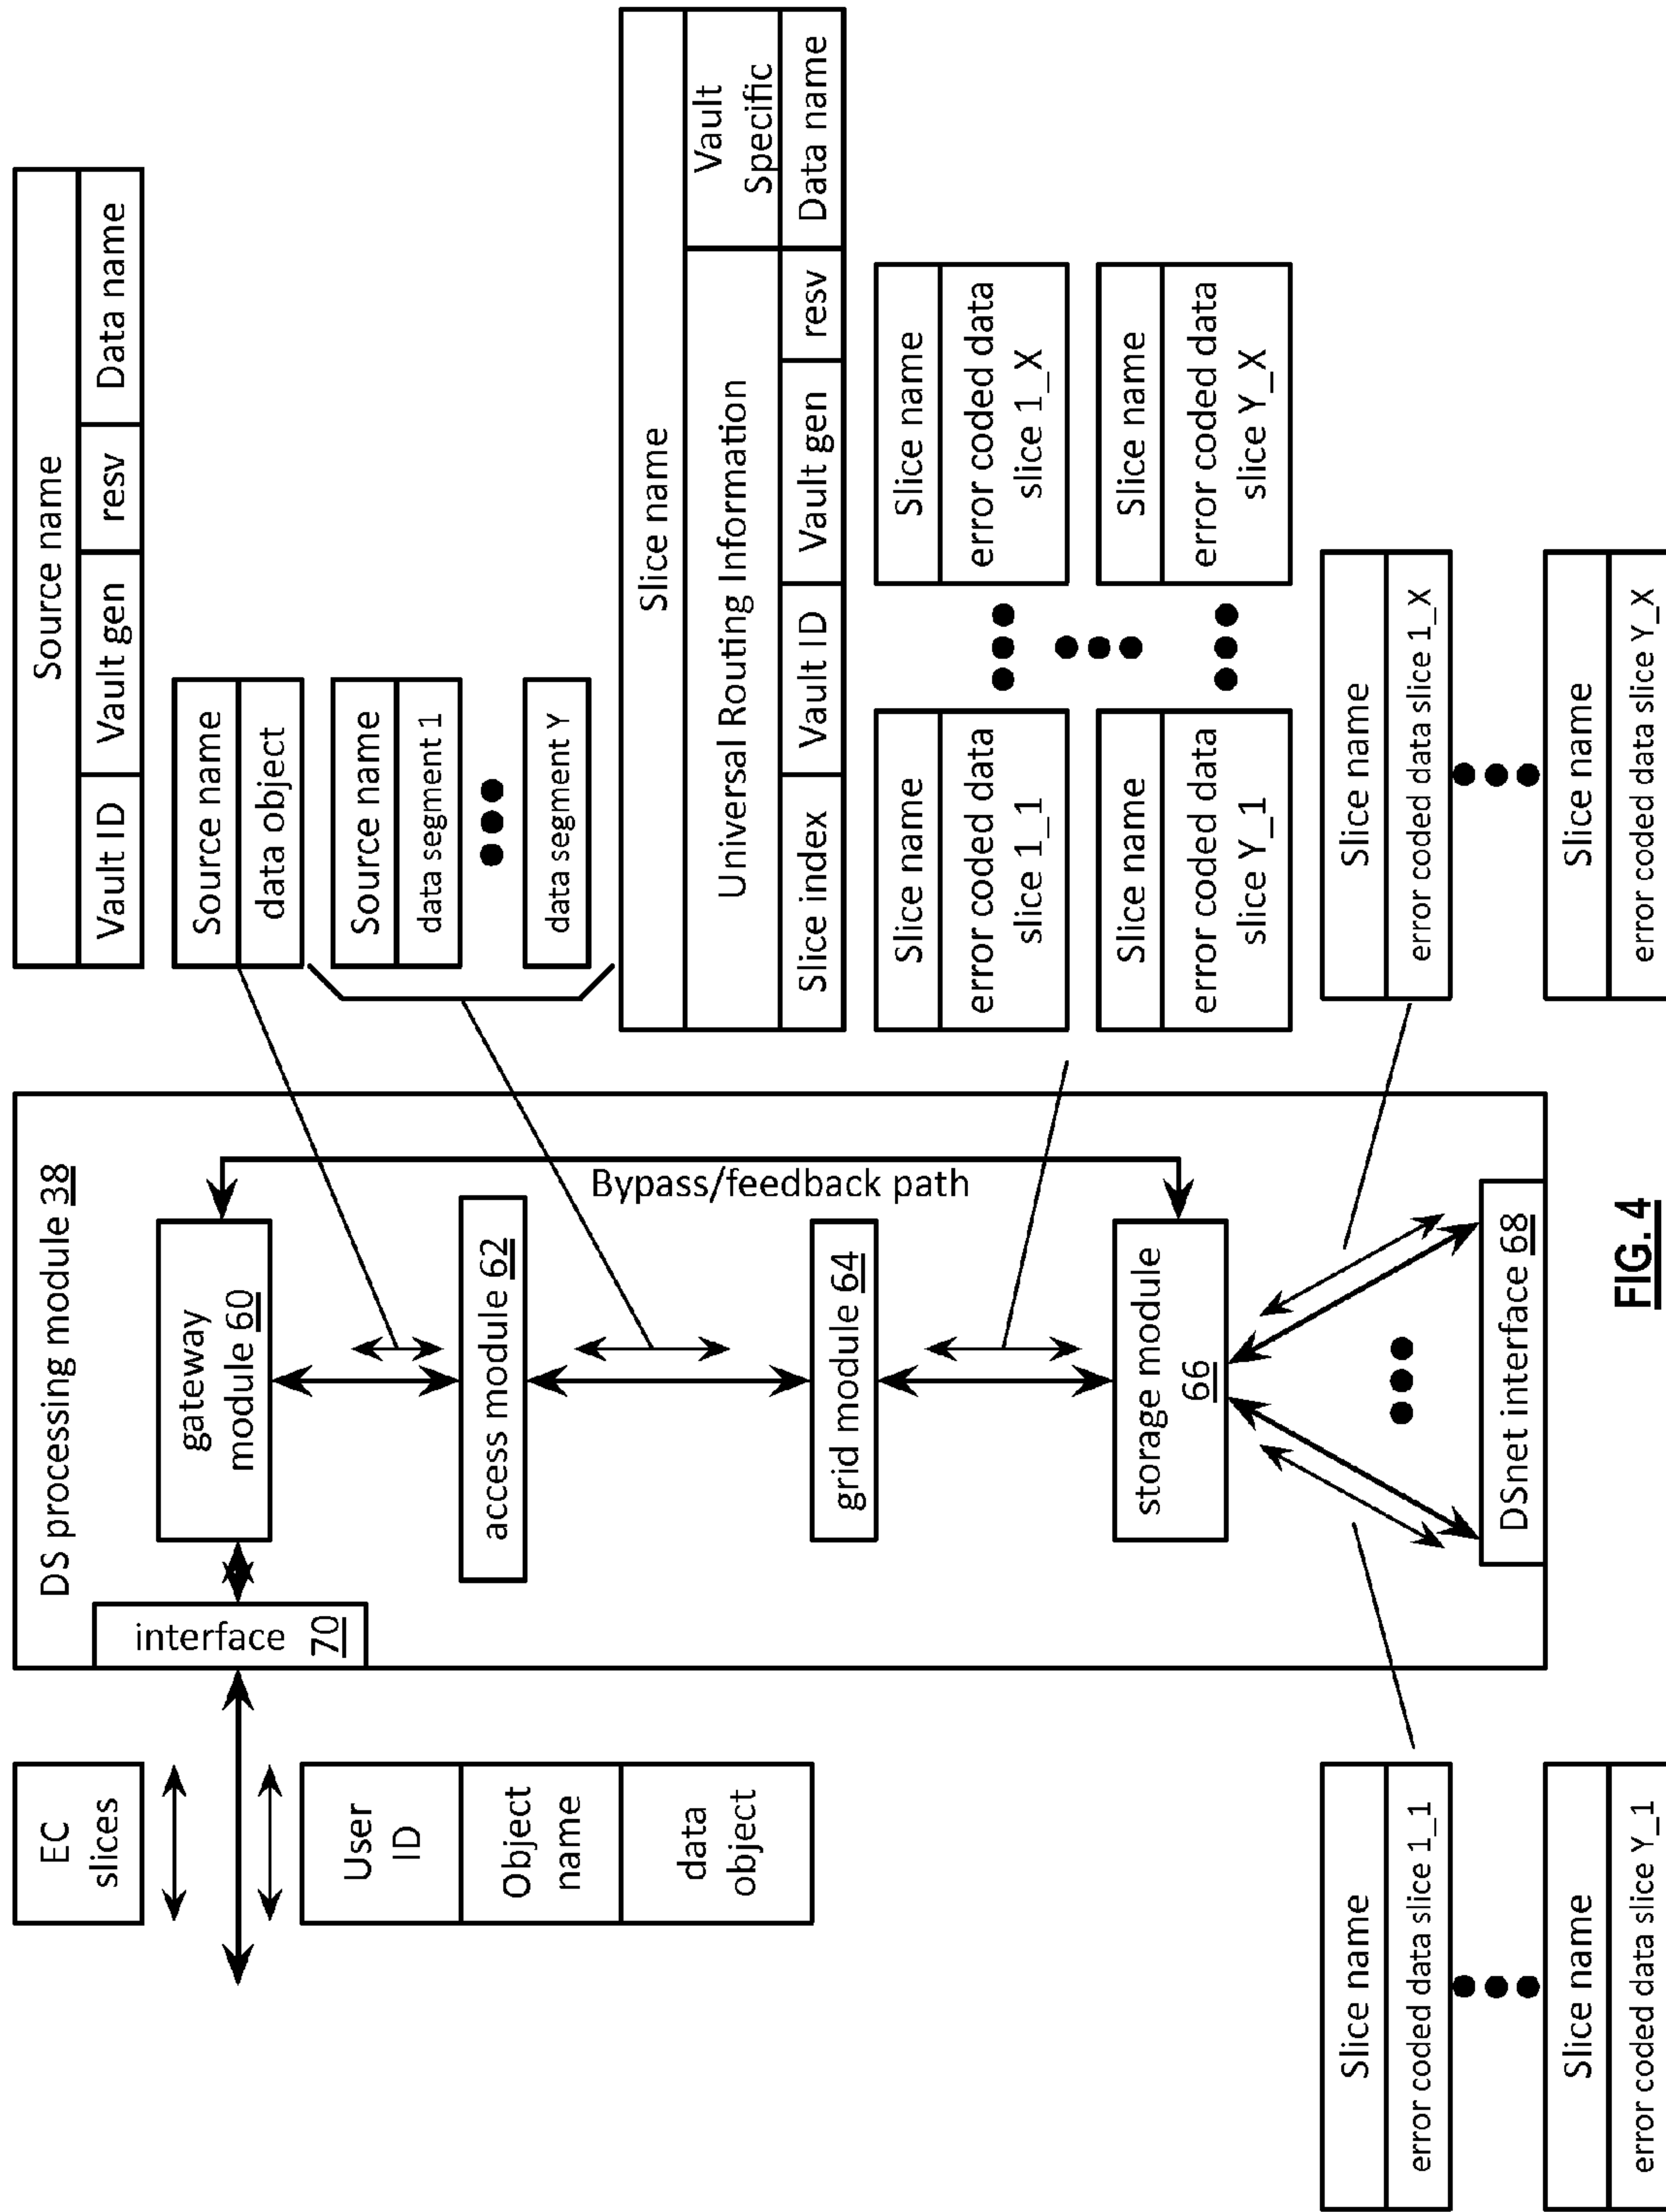 EC
slices
User
ID
Object
name
data
object
DS processing module 38
interface 70
gateway
module 60
access module 62
Bypass/feedback path
grid module 64
storage module
66
DSnet interface 68
Source name
Vault ID
Vault gen
resv
Data name
Source name
data object
Source name
data segment 1
data segment Y
Slice name
Universal Routing Information
Vault
Specific
Slice index
Vault ID
Vault gen
resv
Data name
Slice name
error coded data
slice 1_1
Slice name
error coded data
slice 1_X
Slice name
error coded data
slice Y_1
Slice name
error coded data
slice Y_X
Slice name
error coded data slice 1_1
Slice name
error coded data slice Y_1
Slice name
error coded data slice 1_X
Slice name
error coded data slice Y_X
FIG. 4